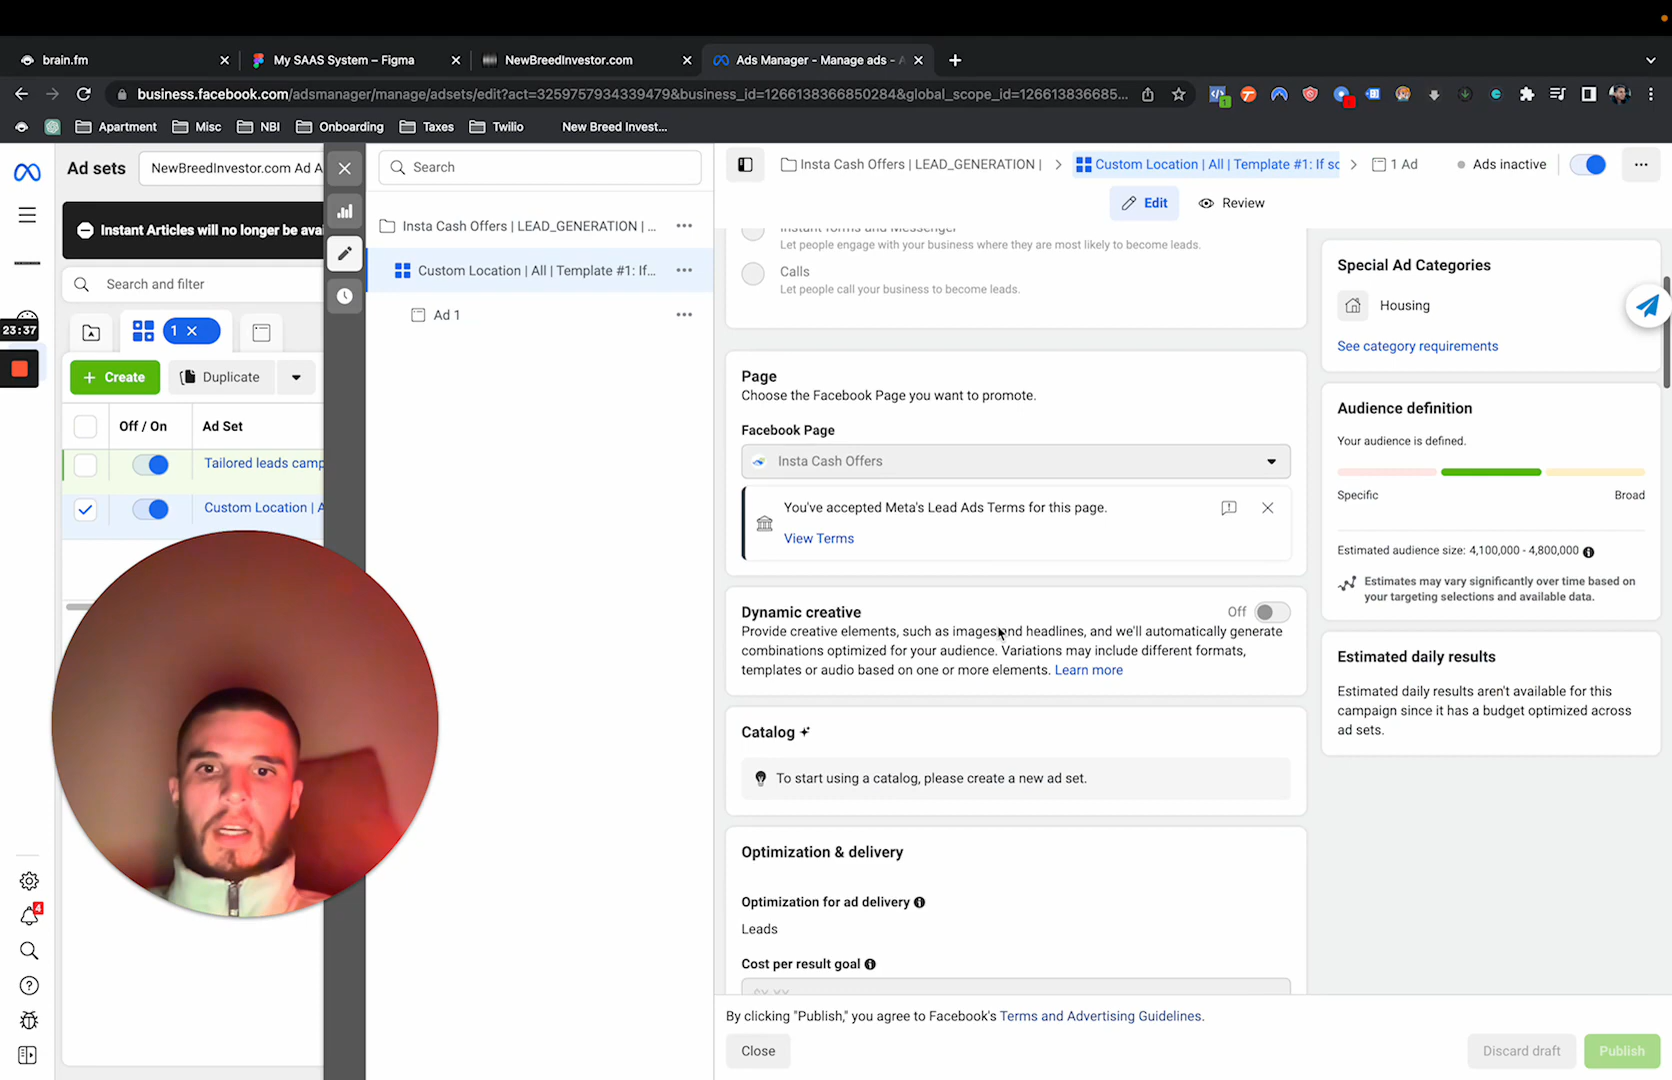 brain.fm
My SAAS System – Figma
NewBreedInvestor.com
Ads Manager - Manage ads - A
business.facebook.com/adsmanager/manage/adsets/edit?act=3259757934339479&business_id=1266138366850284&global_scope_id=126613836685...
Apartment
Misc
NBI
Onboarding
Taxes
Twilio
New Breed Invest...
Ad sets
NewBreedInvestor.com Ad A
Instant Articles will no longer be ava
Search and filter
23:37
1
Create
Duplicate
Off / On
Ad Set
Tailored leads camp
Custom Location | A
4
Search
Insta Cash Offers | LEAD_GENERATION | ...
Custom Location | All | Template #1: If...
Ad 1
Insta Cash Offers | LEAD_GENERATION |
Custom Location | All | Template #1: If so
1 Ad
Ads inactive
Edit
Review
Instant Forms and Messenger
Let people engage with your business where they are most likely to become leads.
Calls
Let people call your business to become leads.
Page
Choose the Facebook Page you want to promote.
Facebook Page
Insta Cash Offers
You've accepted Meta's Lead Ads Terms for this page.
View Terms
Dynamic creative
Off
Provide creative elements, such as images and headlines, and we'll automatically generate
combinations optimized for your audience. Variations may include different formats,
templates or audio based on one or more elements. Learn more
Catalog
To start using a catalog, please create a new ad set.
Optimization & delivery
Optimization for ad delivery
Leads
Cost per result goal
By clicking "Publish," you agree to Facebook's Terms and Advertising Guidelines.
Close
Discard draft
Publish
Special Ad Categories
Housing
See category requirements
Audience definition
Your audience is defined.
Specific
Broad
Estimated audience size: 4,100,000 - 4,800,000
Estimates may vary significantly over time based on
your targeting selections and available data.
Estimated daily results
Estimated daily results aren't available for this
campaign since it has a budget optimized across
ad sets.